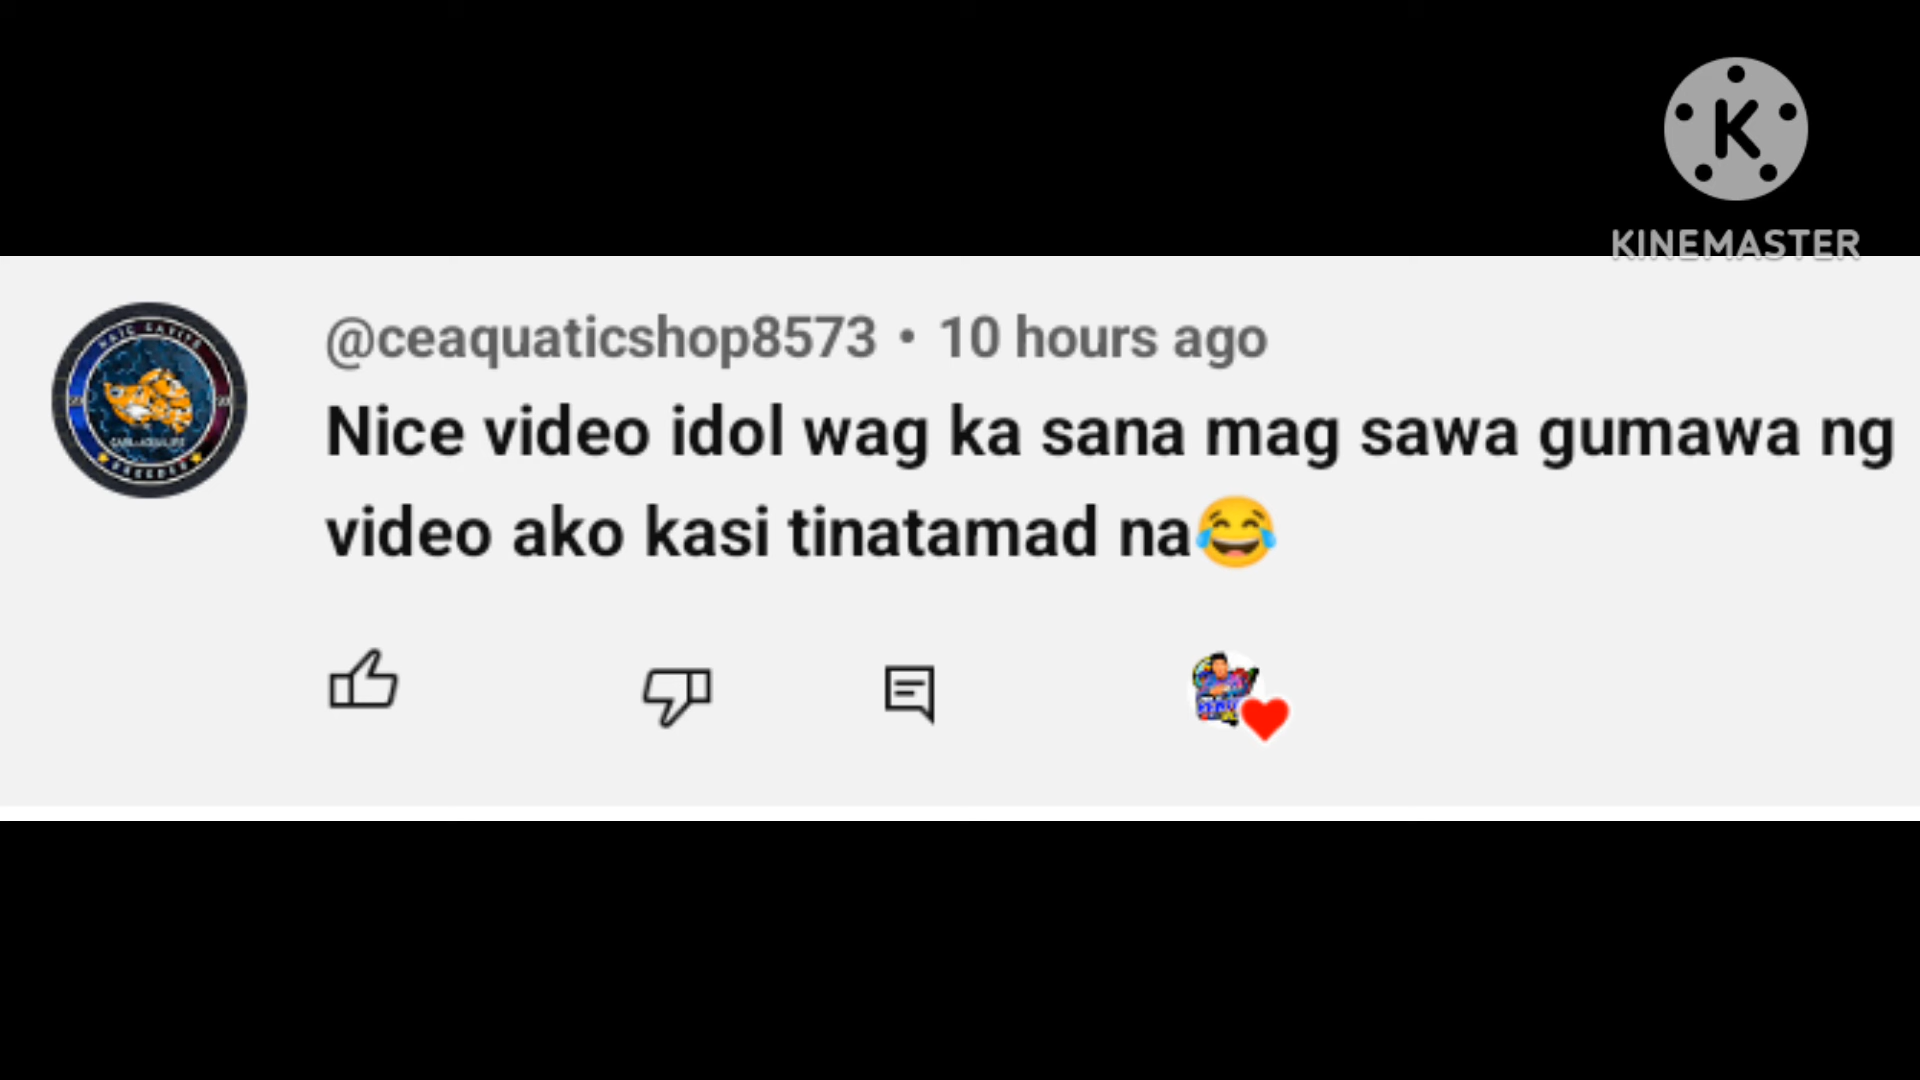 KINEMASTER
@ceaquaticshop8573 • 10 hours ago
Nice video idol wag ka sana mag sawa gumawa ng
video ako kasi tinatamad na😂